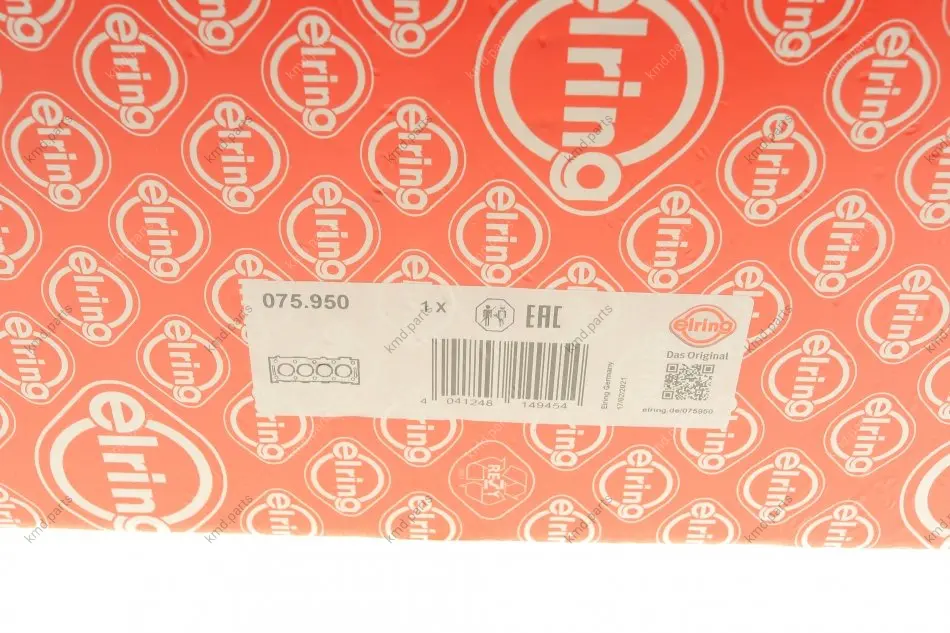 elring
075.950
1 x
EAC
elring
Das Original
4 041248 149454
Elring Germany
17/02/2021
elring.de/075950
REZY
kmd.parts